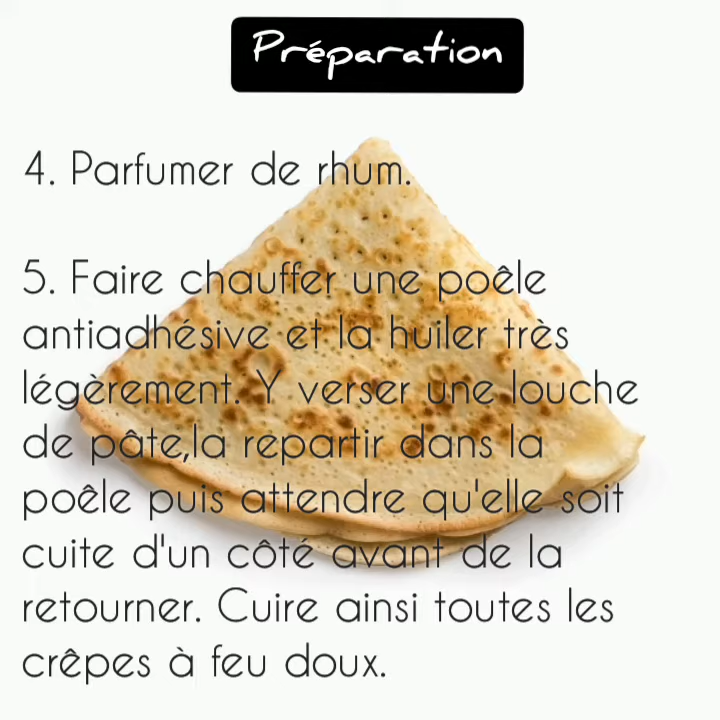 Préparation
4. Parfumer de rhum.
5. Faire chauffer une poêle
antiadhésive et la huiler très
légèrement. Y verser une louche
de pâte,la repartir dans la
poêle puis attendre qu'elle soit
cuite d'un côté avant de la
retourner. Cuire ainsi toutes les
crêpes à feu doux.